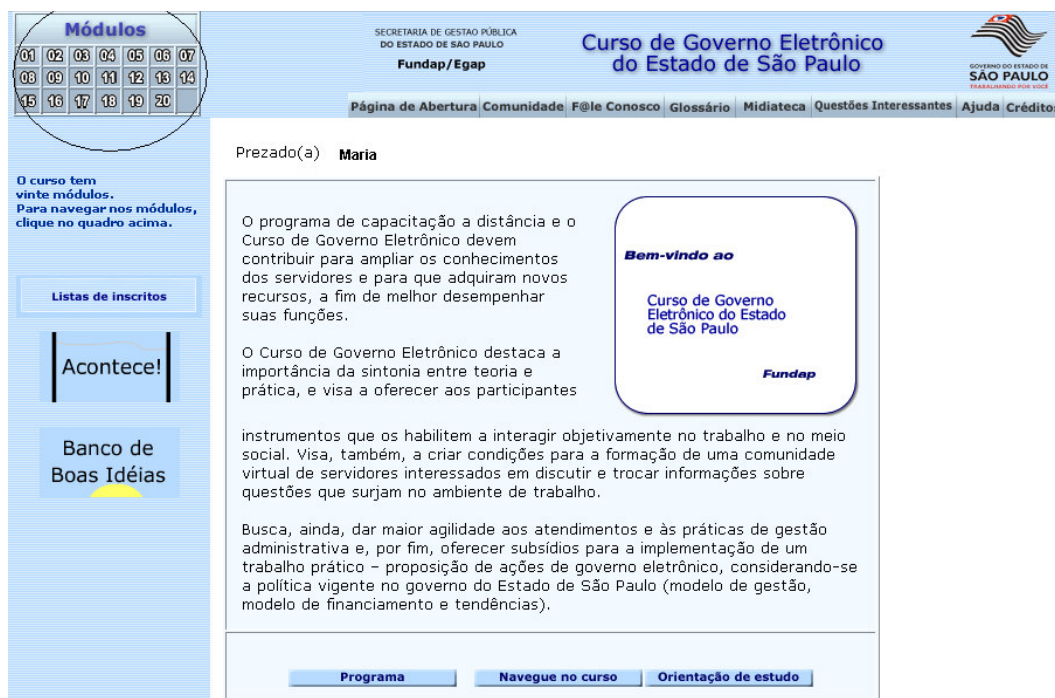 Módulos
01 02 03 04 05 06 07
08 09 10 11 12 13 14
15 16 17 18 19 20
SECRETARIA DE GESTAO PÚBLICA
DO ESTADO DE SAO PAULO
Fundap/Egap
Curso de Governo Eletrônico
do Estado de São Paulo
GOVERNO DO ESTADO DE
SÃO PAULO
TRABALHANDO POR VOCÊ
Página de Abertura Comunidade F@le Conosco Glossário Midiateca Questões Interessantes Ajuda Créditos
O curso tem
vinte módulos.
Para navegar nos módulos,
clique no quadro acima.
Listas de inscritos
Acontece!
Banco de
Boas Idéias
Prezado(a) Maria
O programa de capacitação a distância e o
Curso de Governo Eletrônico devem
contribuir para ampliar os conhecimentos
dos servidores e para que adquiram novos
recursos, a fim de melhor desempenhar
suas funções.
O Curso de Governo Eletrônico destaca a
importância da sintonia entre teoria e
prática, e visa a oferecer aos participantes
Bem-vindo ao
Curso de Governo
Eletrônico do Estado
de São Paulo
Fundap
instrumentos que os habilitem a interagir objetivamente no trabalho e no meio
social. Visa, também, a criar condições para a formação de uma comunidade
virtual de servidores interessados em discutir e trocar informações sobre
questões que surjam no ambiente de trabalho.
Busca, ainda, dar maior agilidade aos atendimentos e às práticas de gestão
administrativa e, por fim, oferecer subsídios para a implementação de um
trabalho prático – proposição de ações de governo eletrônico, considerando-se
a política vigente no governo do Estado de São Paulo (modelo de gestão,
modelo de financiamento e tendências).
Programa
Navegue no curso
Orientação de estudo